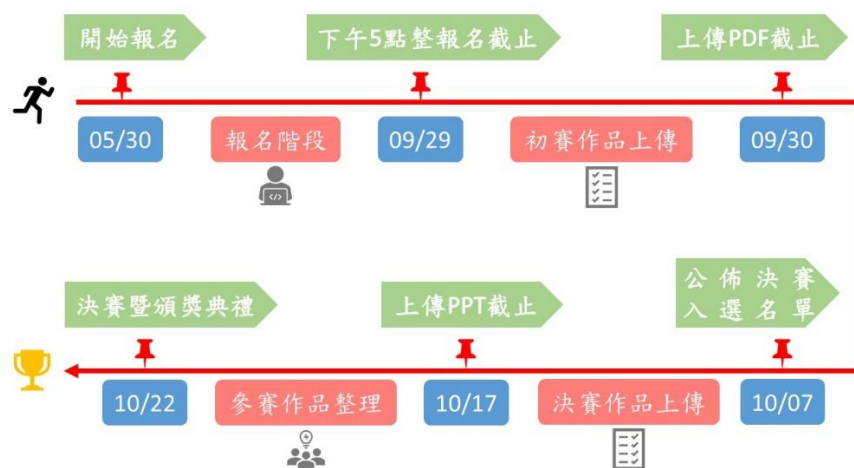 開始報名
下午5點整報名截止
上傳PDF截止
05/30
報名階段
09/29
初賽作品上傳
09/30
公佈決賽
入選名單
決賽暨頒獎典禮
上傳PPT截止
10/22
參賽作品整理
10/17
決賽作品上傳
10/07